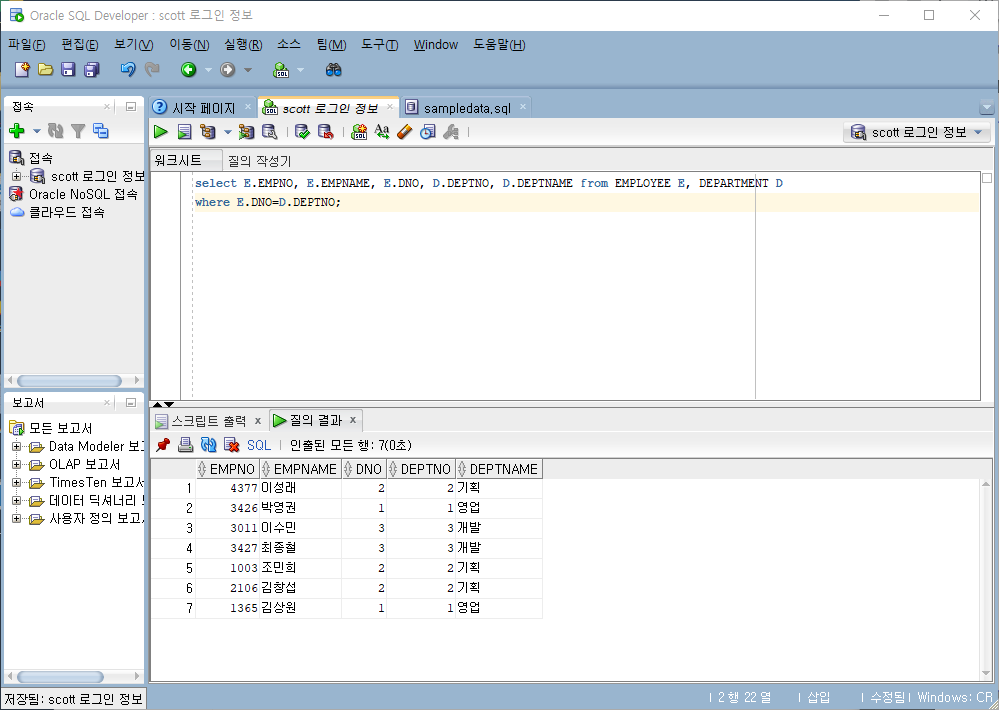 Oracle SQL Developer : scott 로그인 정보
파일(F) 편집(E) 보기(V) 이동(N) 실행(R) 소스 팀(M) 도구(T) Window 도움말(H)
접속
시작 페이지 scott 로그인 정보 sampledata.sql
scott 로그인 정보
접속
scott 로그인 정보
Oracle NoSQL 접속
클라우드 접속
워크시트 질의 작성기
select E.EMPNO, E.EMPNAME, E.DNO, D.DEPTNO, D.DEPTNAME from EMPLOYEE E, DEPARTMENT D
where E.DNO=D.DEPTNO;
보고서
모든 보고서
Data Modeler 보고
OLAP 보고서
TimesTen 보고서
데이터 딕셔너리
사용자 정의 보고서
스크립트 출력 x 질의 결과 x
SQL | 인출된 모든 행: 7(0초)
EMPNO EMPNAME DNO DEPTNO DEPTNAME
1 4377 이성래 2 2 기획
2 3426 박영권 1 1 영업
3 3011 이수민 3 3 개발
4 3427 최종철 3 3 개발
5 1003 조민희 2 2 기획
6 2106 김창섭 2 2 기획
7 1365 김상원 1 1 영업
저장됨: scott 로그인 정보
| 2 행 22 열 | 삽입 | 수정됨 | Windows: CR